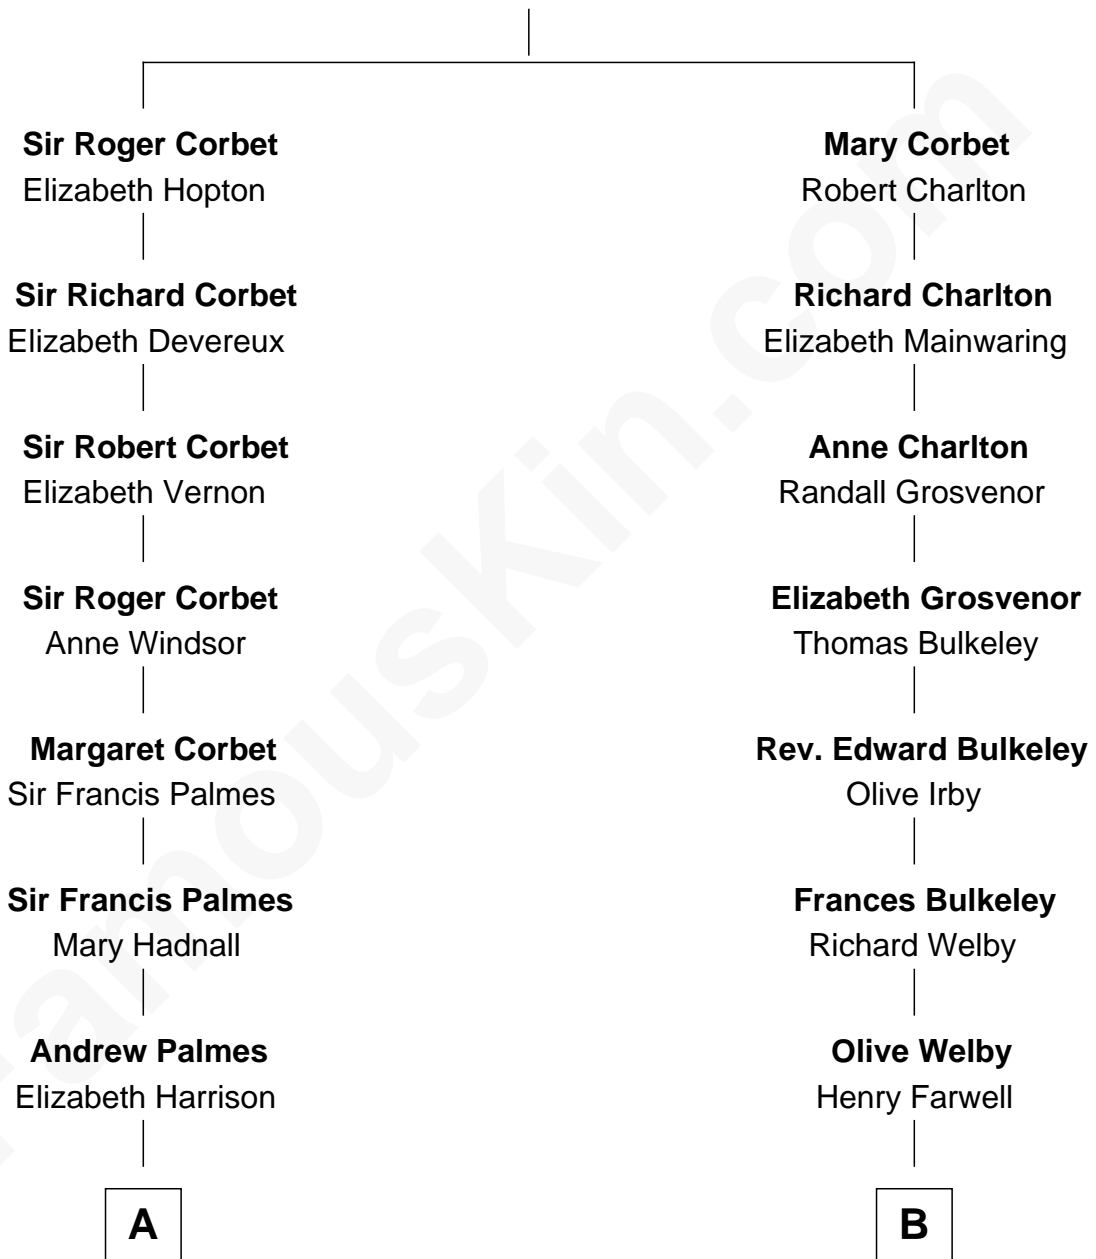 Sir Roger Corbet
Elizabeth Hopton
Sir Richard Corbet
Elizabeth Devereux
Sir Robert Corbet
Elizabeth Vernon
Sir Roger Corbet
Anne Windsor
Margaret Corbet
Sir Francis Palmes
Sir Francis Palmes
Mary Hadnall
Andrew Palmes
Elizabeth Harrison
A
Mary Corbet
Robert Charlton
Richard Charlton
Elizabeth Mainwaring
Anne Charlton
Randall Grosvenor
Elizabeth Grosvenor
Thomas Bulkeley
Rev. Edward Bulkeley
Olive Irby
Frances Bulkeley
Richard Welby
Olive Welby
Henry Farwell
B
FamousKin.com